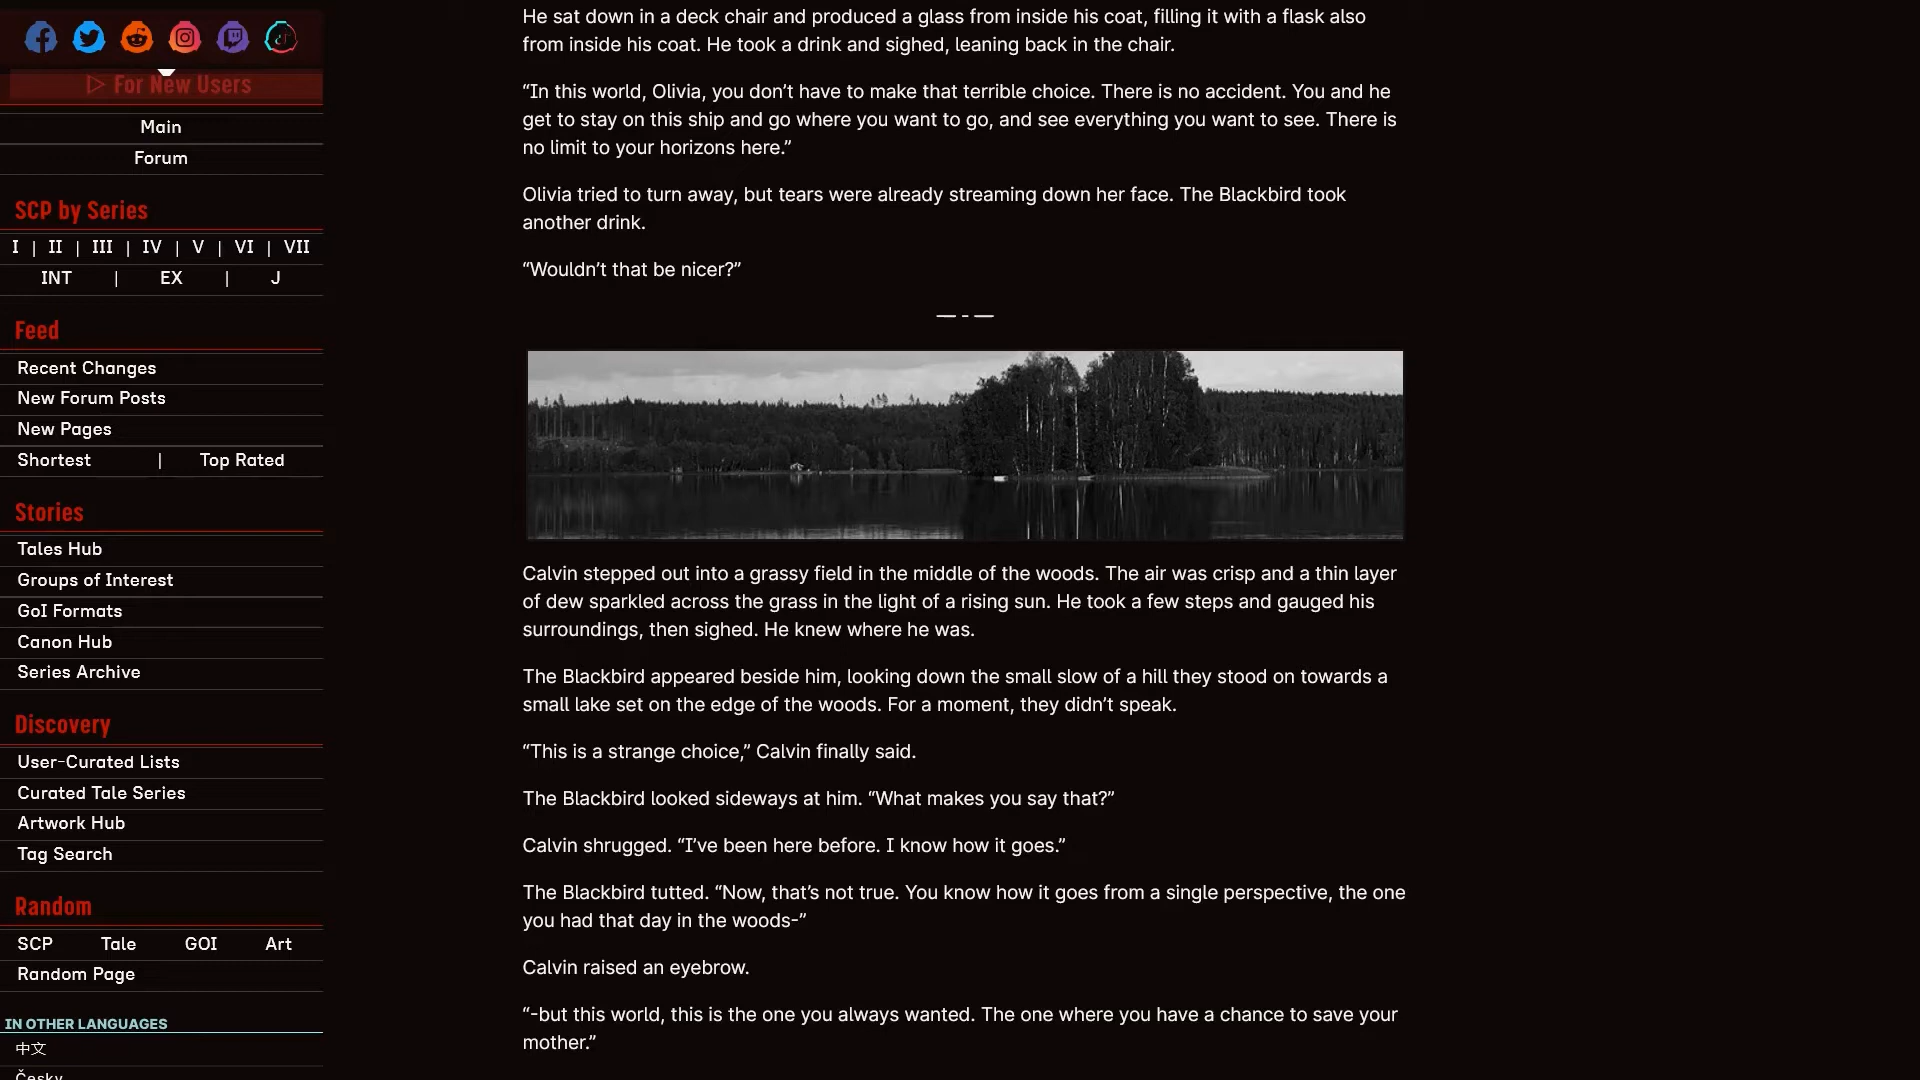 ▷ For New Users
Main
Forum
SCP by Series
I | II | III | IV | V | VI | VII
INT | EX | J
Feed
Recent Changes
New Forum Posts
New Pages
Shortest | Top Rated
Stories
Tales Hub
Groups of Interest
GoI Formats
Canon Hub
Series Archive
Discovery
User-Curated Lists
Curated Tale Series
Artwork Hub
Tag Search
Random
SCP Tale GOI Art
Random Page
IN OTHER LANGUAGES
中文
Česky
He sat down in a deck chair and produced a glass from inside his coat, filling it with a flask also
from inside his coat. He took a drink and sighed, leaning back in the chair.
“In this world, Olivia, you don’t have to make that terrible choice. There is no accident. You and he
get to stay on this ship and go where you want to go, and see everything you want to see. There is
no limit to your horizons here.”
Olivia tried to turn away, but tears were already streaming down her face. The Blackbird took
another drink.
“Wouldn’t that be nicer?”
— - —
Calvin stepped out into a grassy field in the middle of the woods. The air was crisp and a thin layer
of dew sparkled across the grass in the light of a rising sun. He took a few steps and gauged his
surroundings, then sighed. He knew where he was.
The Blackbird appeared beside him, looking down the small slow of a hill they stood on towards a
small lake set on the edge of the woods. For a moment, they didn’t speak.
“This is a strange choice,” Calvin finally said.
The Blackbird looked sideways at him. “What makes you say that?”
Calvin shrugged. “I’ve been here before. I know how it goes.”
The Blackbird tutted. “Now, that’s not true. You know how it goes from a single perspective, the one
you had that day in the woods-”
Calvin raised an eyebrow.
“-but this world, this is the one you always wanted. The one where you have a chance to save your
mother.”